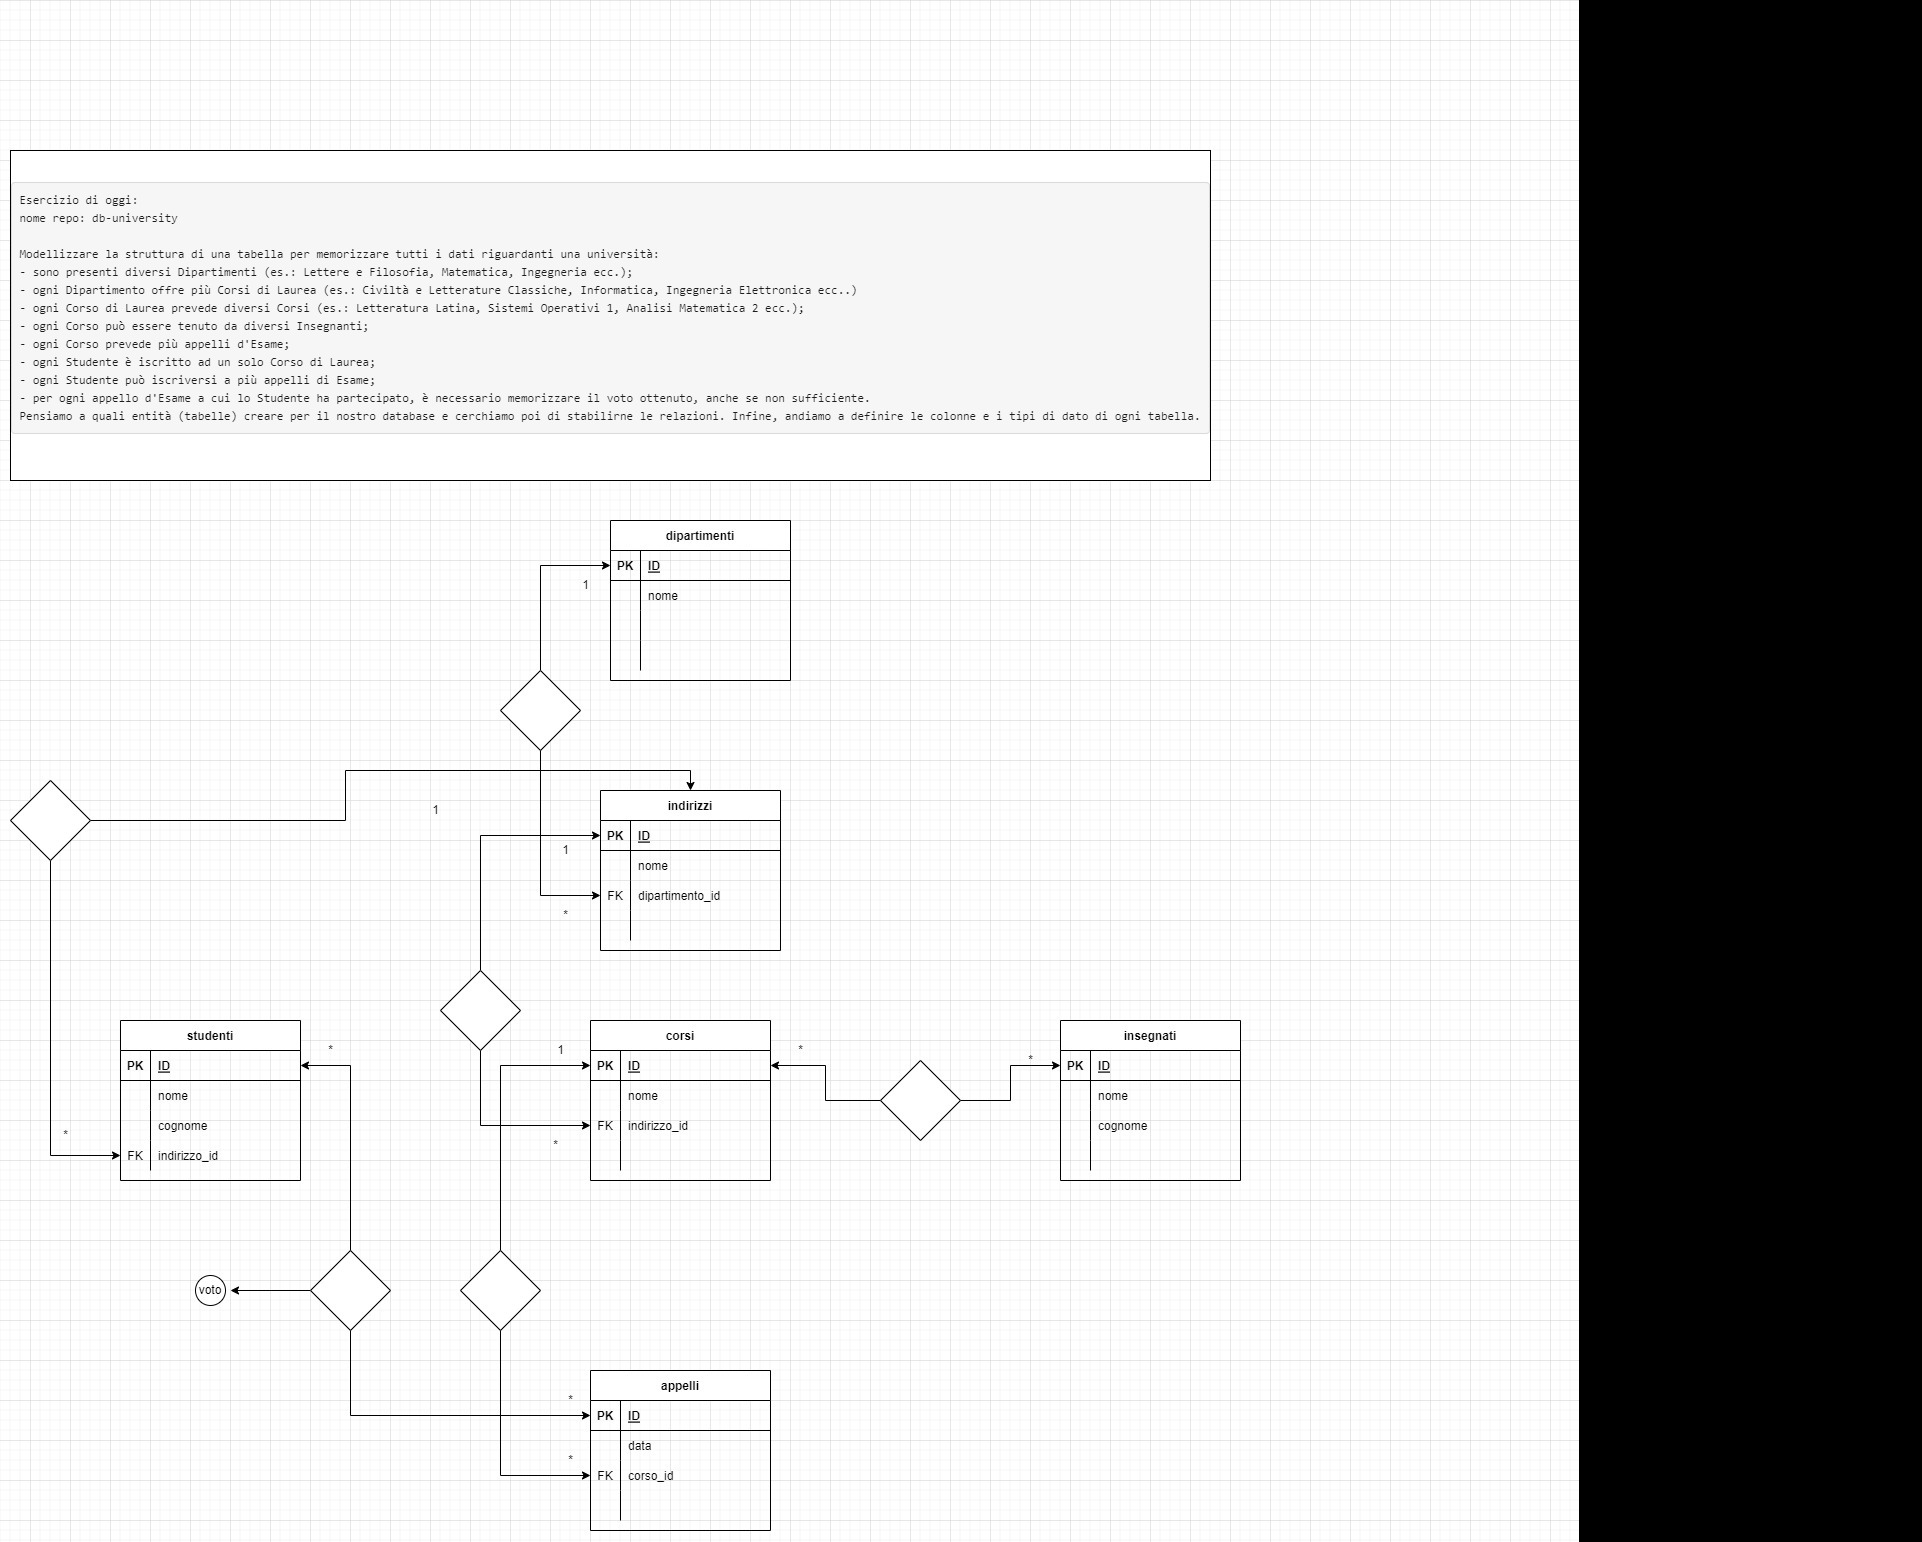 Esercizio di oggi:
nome repo: db-university
Modellizzare la struttura di una tabella per memorizzare tutti i dati riguardanti una università:
- sono presenti diversi Dipartimenti (es.: Lettere e Filosofia, Matematica, Ingegneria ecc.);
- ogni Dipartimento offre più Corsi di Laurea (es.: Civiltà e Letterature Classiche, Informatica, Ingegneria Elettronica ecc..)
- ogni Corso di Laurea prevede diversi Corsi (es.: Letteratura Latina, Sistemi Operativi 1, Analisi Matematica 2 ecc.);
- ogni Corso può essere tenuto da diversi Insegnanti;
- ogni Corso prevede più appelli d'Esame;
- ogni Studente è iscritto ad un solo Corso di Laurea;
- ogni Studente può iscriversi a più appelli di Esame;
- per ogni appello d'Esame a cui lo Studente ha partecipato, è necessario memorizzare il voto ottenuto, anche se non sufficiente.
Pensiamo a quali entità (tabelle) creare per il nostro database e cerchiamo poi di stabilirne le relazioni. Infine, andiamo a definire le colonne e i tipi di dato di ogni tabella.
dipartimenti
PK ID
1
nome
indirizzi
1
PK ID
1
nome
FK dipartimento_id
*
studenti
*
PK ID
nome
cognome
*
FK indirizzo_id
corsi
1
*
PK ID
nome
FK indirizzo_id
*
insegnati
*
PK ID
nome
cognome
voto
appelli
*
PK ID
data
*
FK corso_id